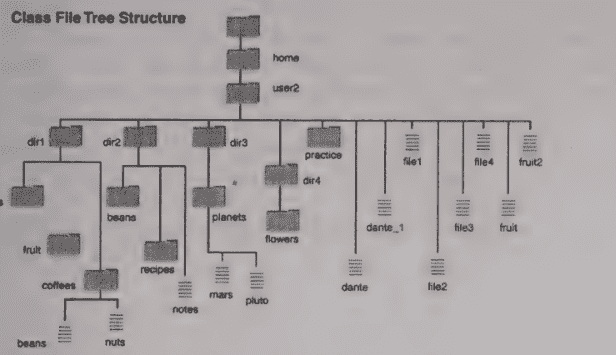 Class File Tree Structure
home
user2
dir1
dir2
dir3
practice
file1
file4
fruit2
dir4
s
beans
planets
flowers
dante_1
file3
fruit
fruit
coffees
recipes
notes
mars
pluto
dante
file2
beans
nuts